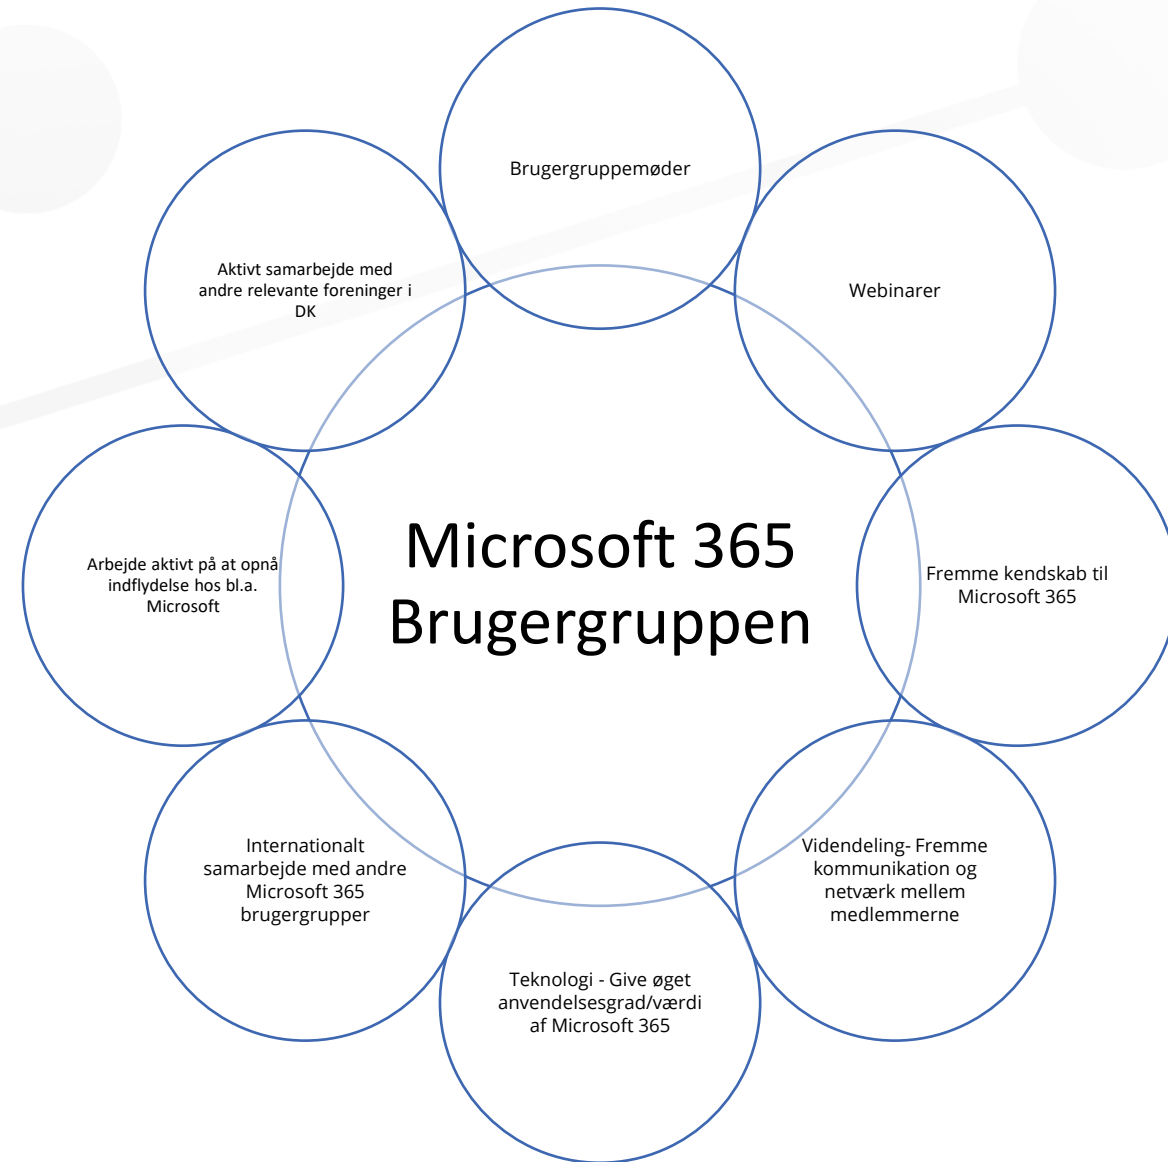 Brugergruppemøder
Webinarer
Fremme kendskab til
Microsoft 365
Videndeling- Fremme
kommunikation og
netværk mellem
medlemmerne
Teknologi - Give øget
anvendelsesgrad/værdi
af Microsoft 365
Internationalt
samarbejde med andre
Microsoft 365
brugergrupper
Arbejde aktivt på at opnå
indflydelse hos bl.a.
Microsoft
Aktivt samarbejde med
andre relevante foreninger i
DK
Microsoft 365
Brugergruppen